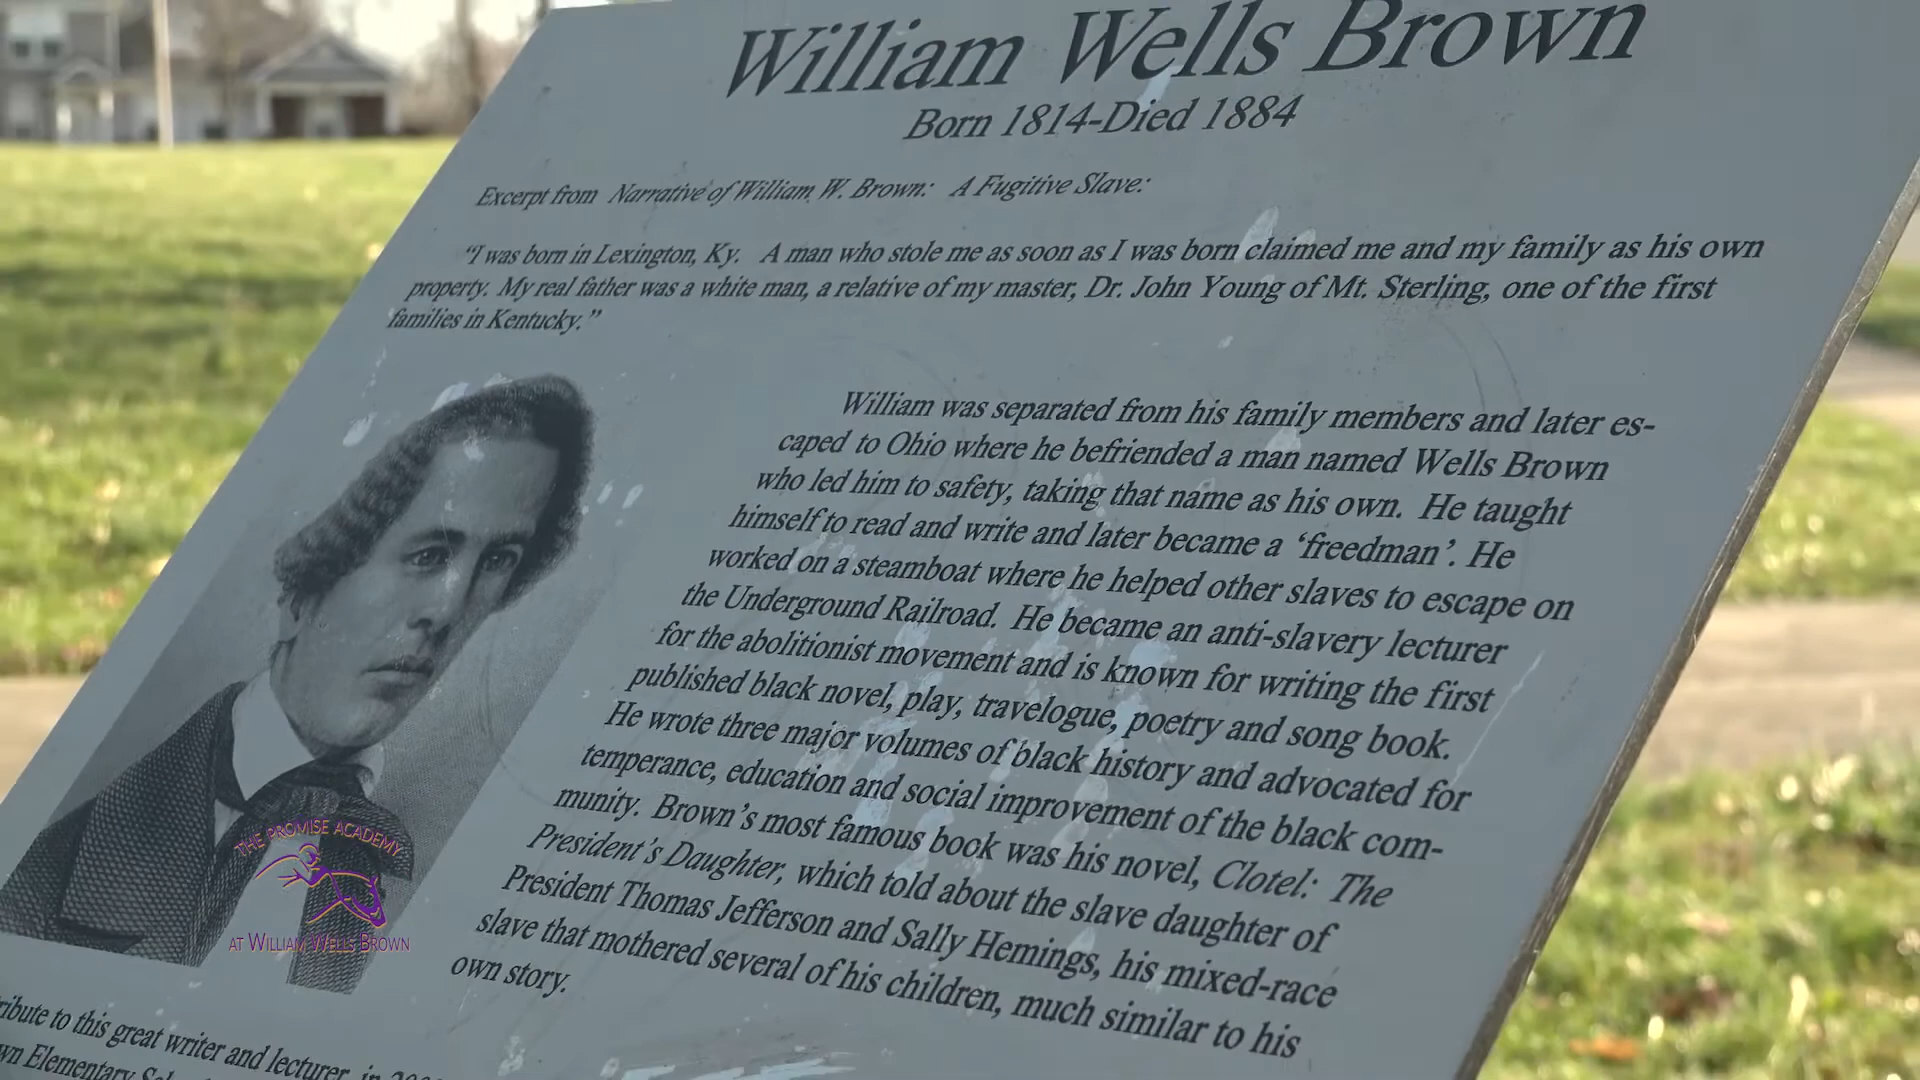 William Wells Brown
Born 1814-Died 1884
Excerpt from Narrative of William W. Brown: A Fugitive Slave:
“I was born in Lexington, Ky. A man who stole me as soon as I was born claimed me and my family as his own
property. My real father was a white man, a relative of my master, Dr. John Young of Mt. Sterling, one of the first
families in Kentucky.”
William was separated from his family members and later es-
caped to Ohio where he befriended a man named Wells Brown
who led him to safety, taking that name as his own. He taught
himself to read and write and later became a ‘freedman’. He
worked on a steamboat where he helped other slaves to escape on
the Underground Railroad. He became an anti-slavery lecturer
for the abolitionist movement and is known for writing the first
published black novel, play, travelogue, poetry and song book.
He wrote three major volumes of black history and advocated for
temperance, education and social improvement of the black com-
munity. Brown’s most famous book was his novel, Clotel: The
President’s Daughter, which told about the slave daughter of
President Thomas Jefferson and Sally Hemings, his mixed-race
slave that mothered several of his children, much similar to his
own story.
THE PROMISE ACADEMY
AT WILLIAM WELLS BROWN
to this great writer and lecturer, in
Elementary